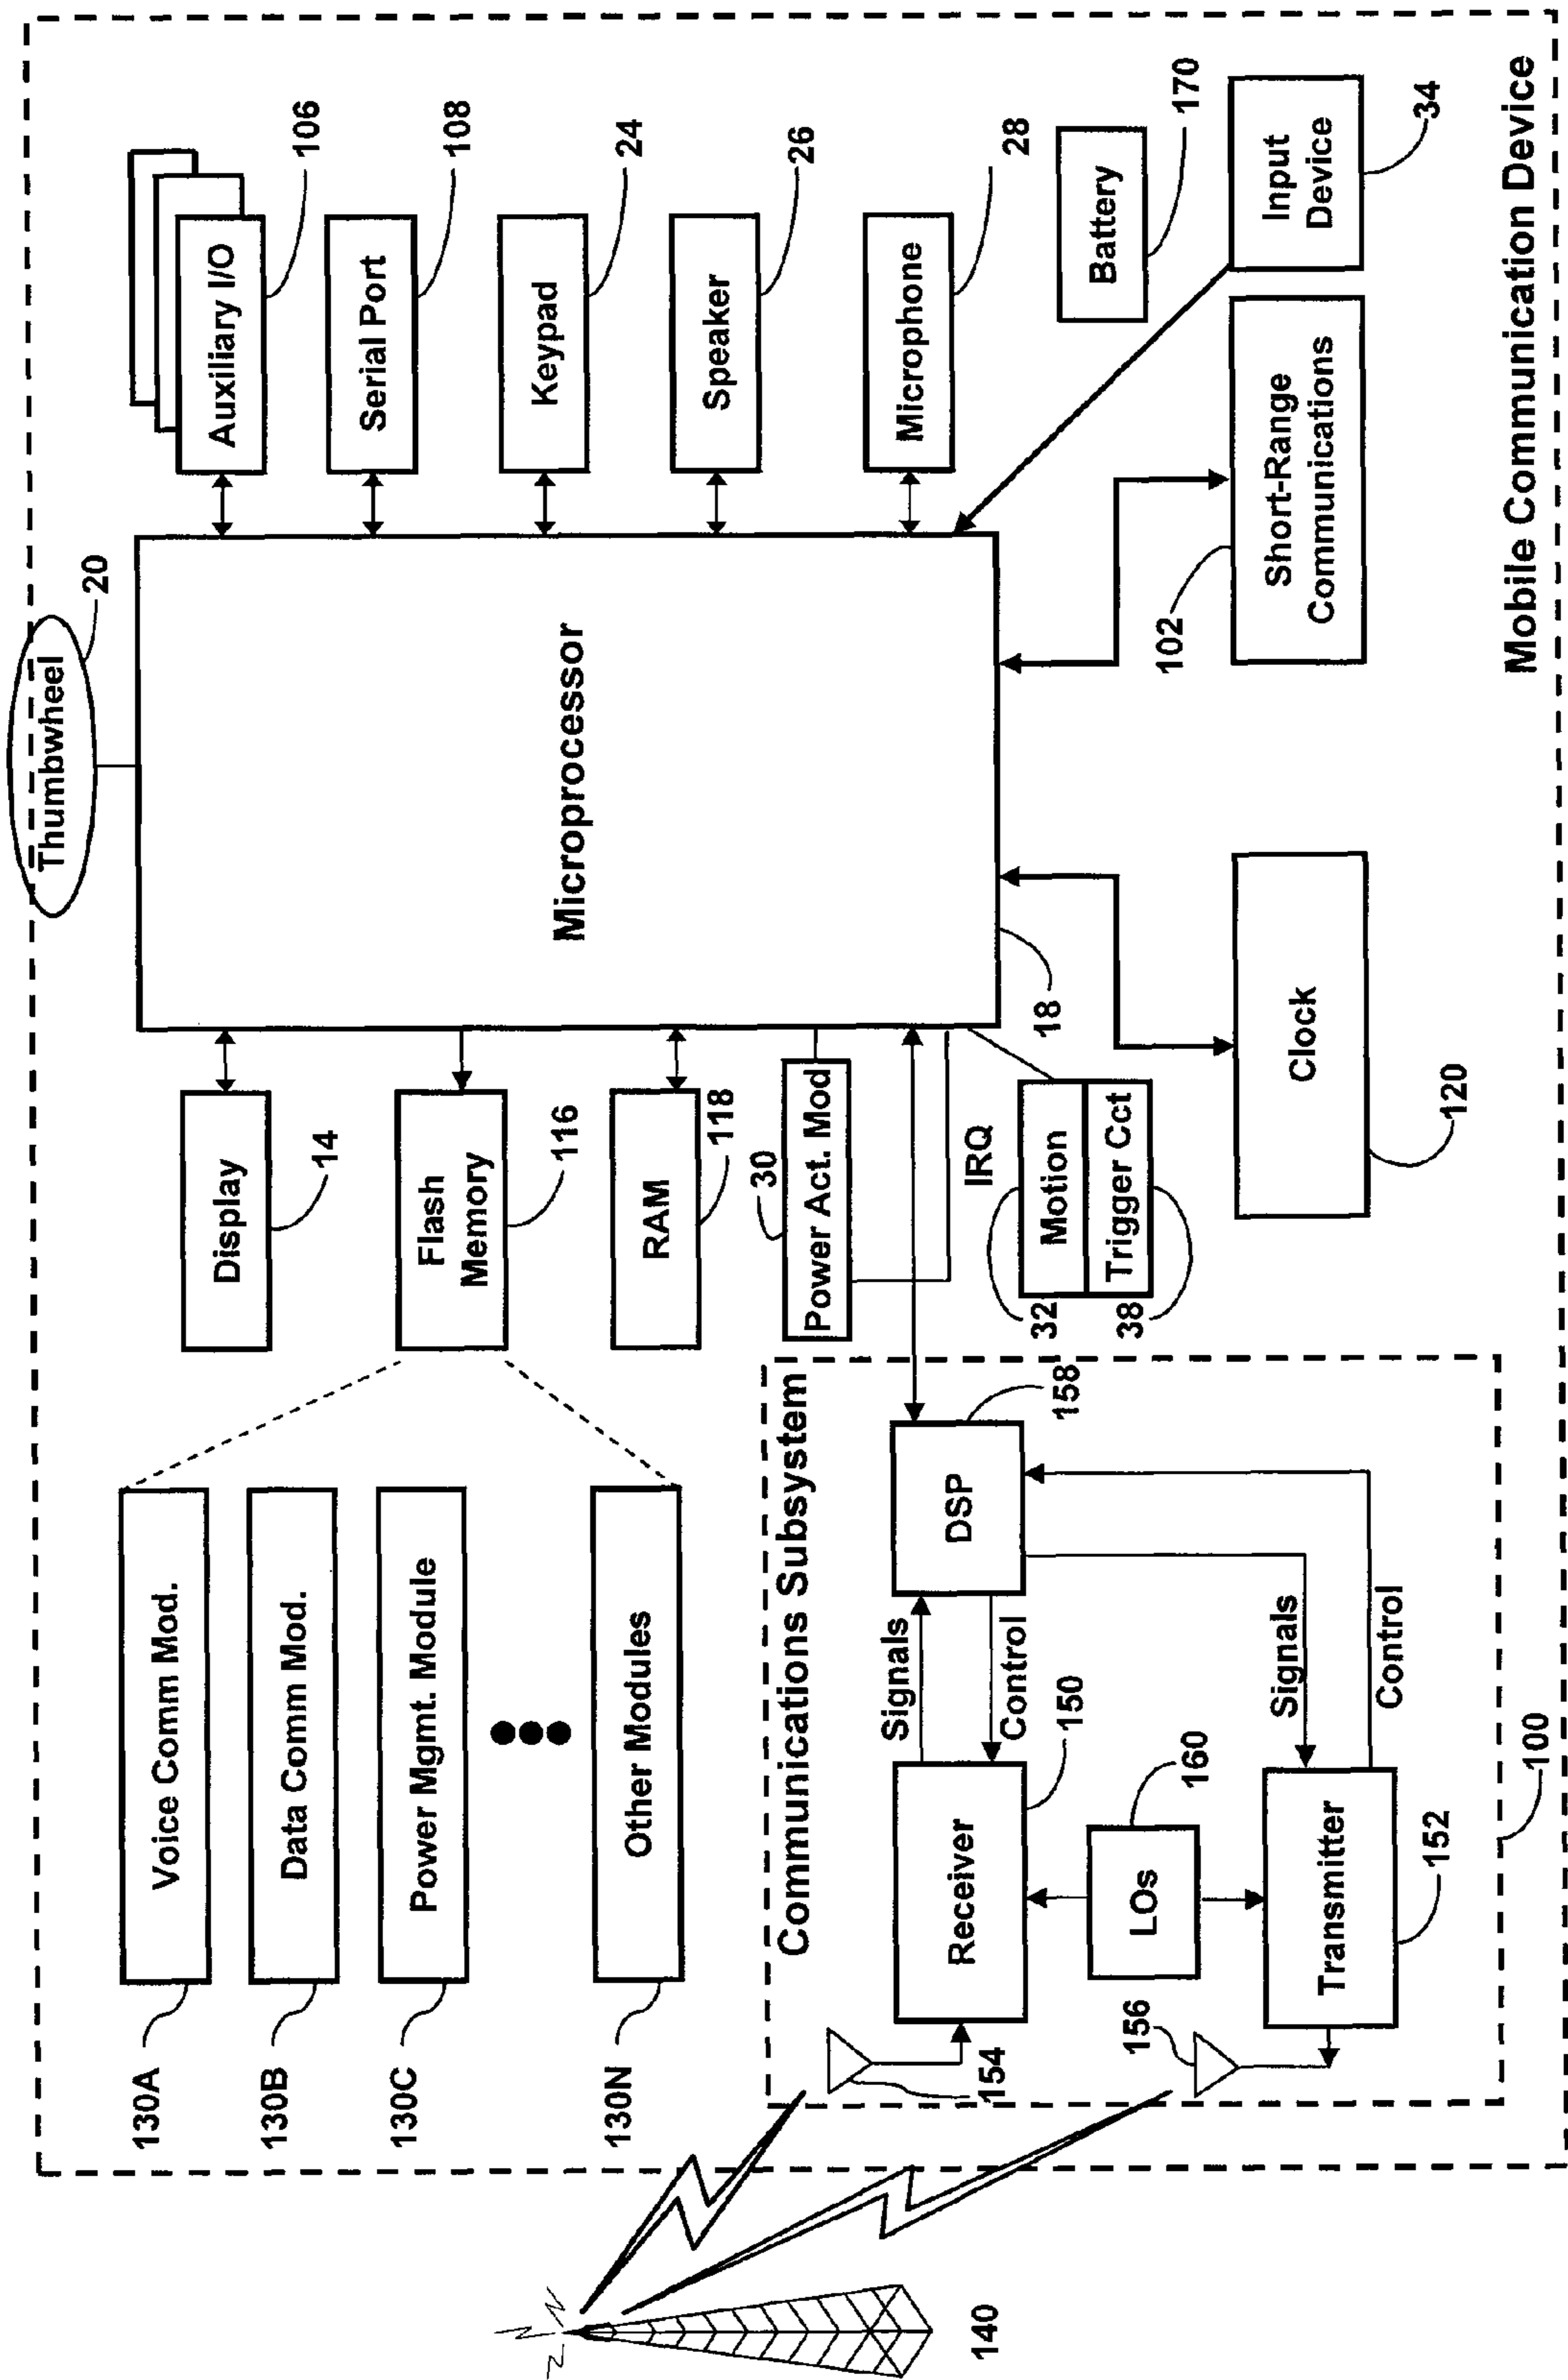 Thumbwheel
20
130A
Voice Comm Mod.
130B
Data Comm Mod.
130C
Power Mgmt. Module
130N
Other Modules
Display
14
Flash
Memory
116
RAM
118
30
Power Act. Mod
IRQ
32
Motion
38
Trigger Cct
Microprocessor
18
Auxiliary I/O
106
Serial Port
108
Keypad
24
Speaker
26
Microphone
28
Battery
170
Input
Device
34
Short-Range
Communications
102
Clock
120
Communications Subsystem
DSP
158
Signals
Control
Receiver
150
154
LOs
160
156
Signals
Control
Transmitter
152
100
140
Mobile Communication Device